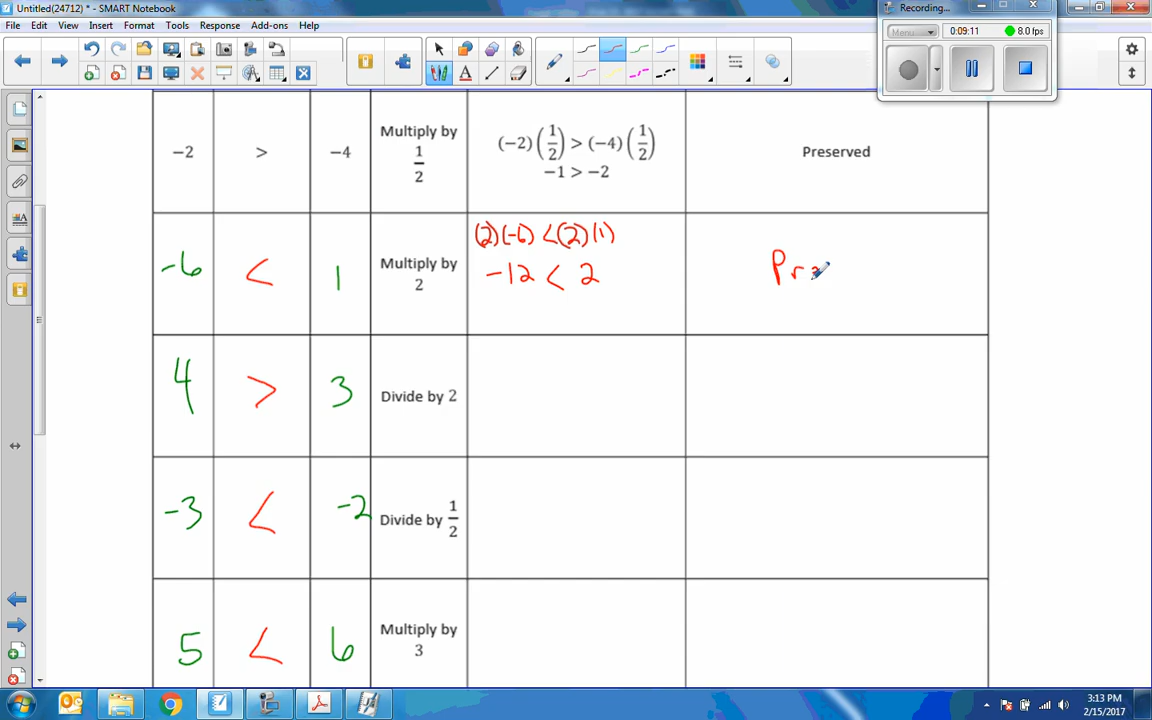 Untitled(24712) * - SMART Notebook
File Edit View Insert Format Tools Response Add-ons Help
Recording...
Menu 0:09:11 8.0 fps
−2 > −4 Multiply by 1/2 (−2)(1/2) > (−4)(1/2) Preserved
−1 > −2
-6 < 1 Multiply by 2 (2)(-6) < (2)(1) Pre
-12 < 2
4 > 3 Divide by 2
-3 < -2 Divide by 1/2
5 < 6 Multiply by 3
3:13 PM
2/15/2017